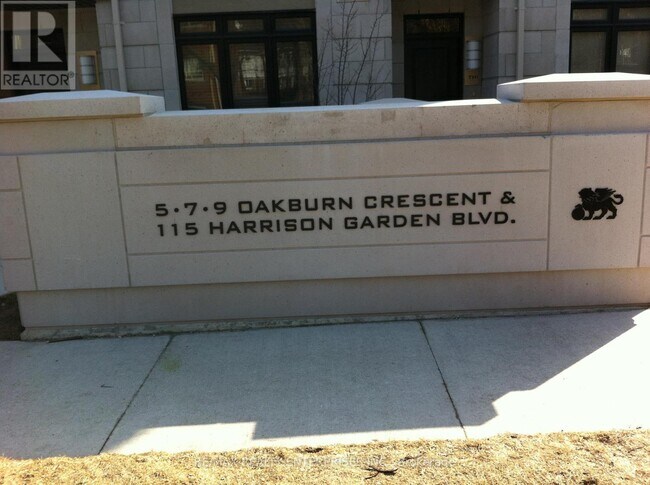 REALTOR®
5·7·9 OAKBURN CRESCENT &
115 HARRISON GARDEN BLVD.